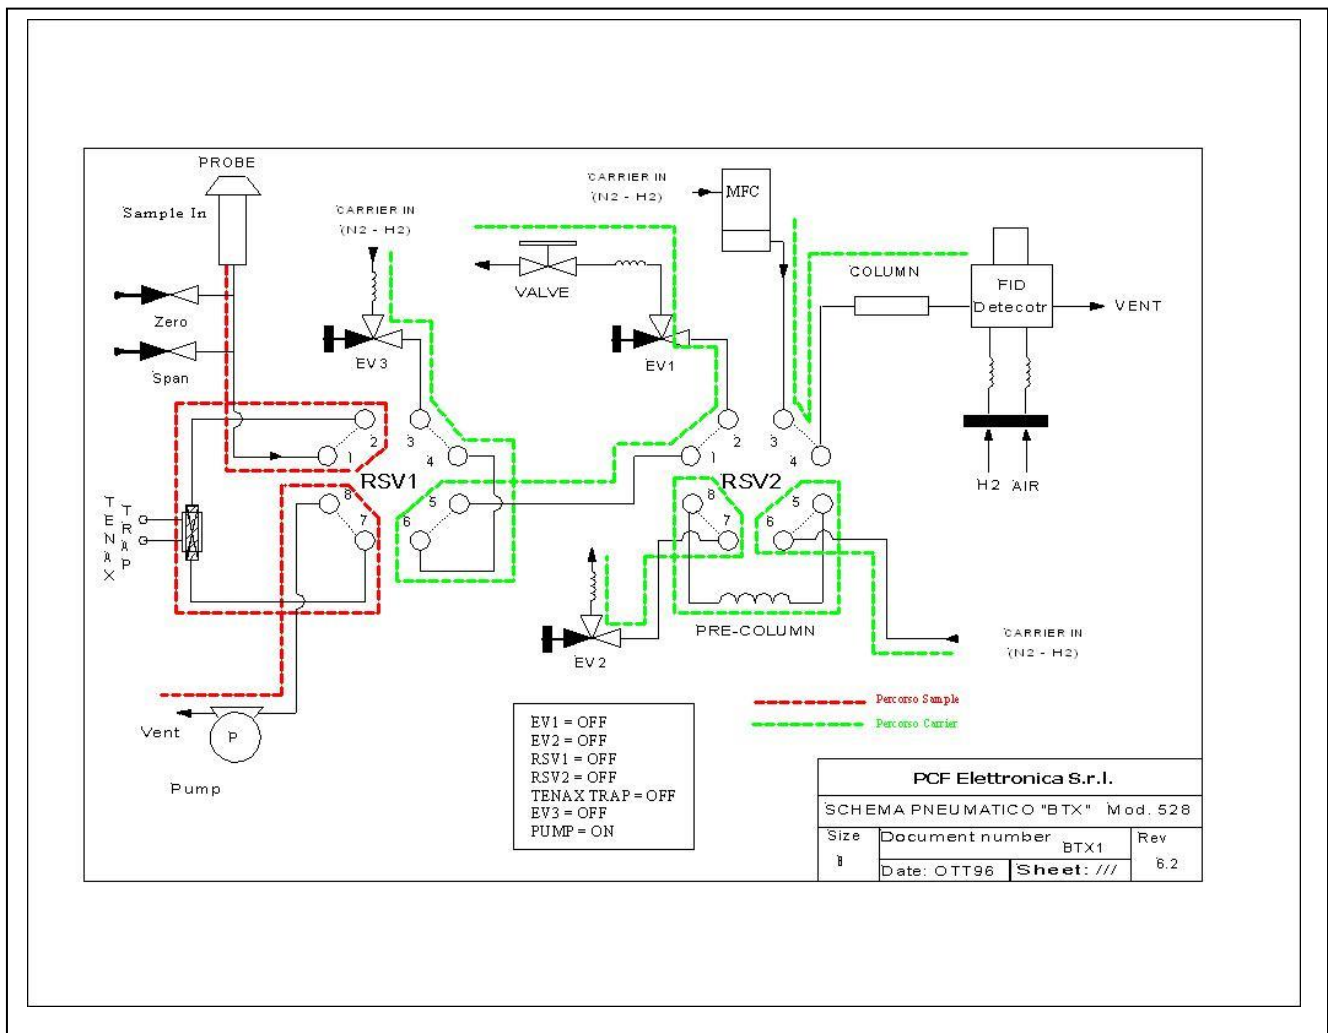 PROBE
Sample In
CARRIER IN
(N2 - H2)
CARRIER IN
(N2 - H2)
MFC
COLUMN
FID
Detecotr
VENT
VALVE
Zero
Span
EV3
EV1
H2 AIR
2
3
1
4
RSV1
8
5
7
6
2
3
1
4
RSV2
8
5
7
6
TENAX
TRAP
PRE-COLUMN
EV2
CARRIER IN
(N2 - H2)
Percorso Sample
Percorso Carrier
Vent
P
Pump
EV1 = OFF
EV2 = OFF
RSV1 = OFF
RSV2 = OFF
TENAX TRAP = OFF
EV3 = OFF
PUMP = ON
PCF Elettronica S.r.l.
SCHEMA PNEUMATICO "BTX" Mod. 528
Size
Document number
BTX1
Rev
6.2
Date: OTT96
Sheet: ///